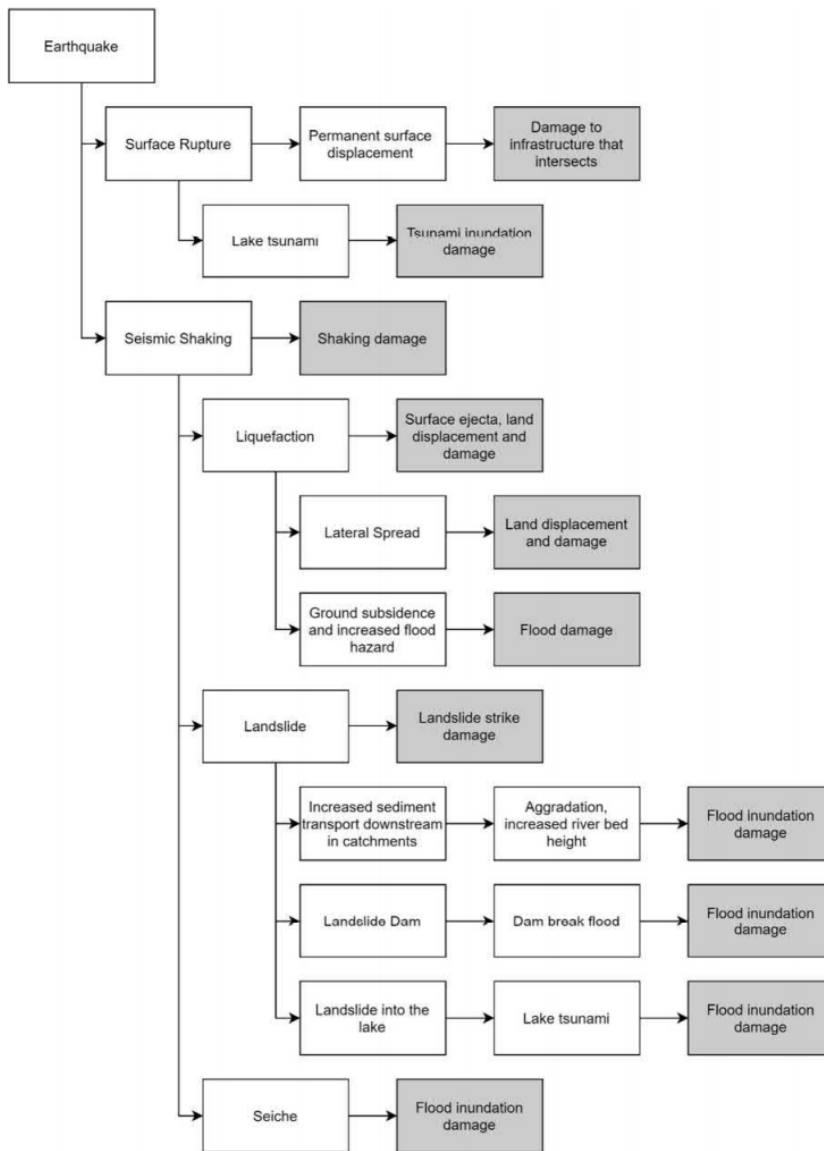 Earthquake
Surface Rupture
Permanent surface
displacement
Damage to
infrastructure that
intersects
Lake tsunami
Tsunami inundation
damage
Seismic Shaking
Shaking damage
Liquefaction
Surface ejecta, land
displacement and
damage
Lateral Spread
Land displacement
and damage
Ground subsidence
and increased flood
hazard
Flood damage
Landslide
Landslide strike
damage
Increased sediment
transport downstream
in catchments
Aggradation,
increased river bed
height
Flood inundation
damage
Landslide Dam
Dam break flood
Flood inundation
damage
Landslide into the
lake
Lake tsunami
Flood inundation
damage
Seiche
Flood inundation
damage